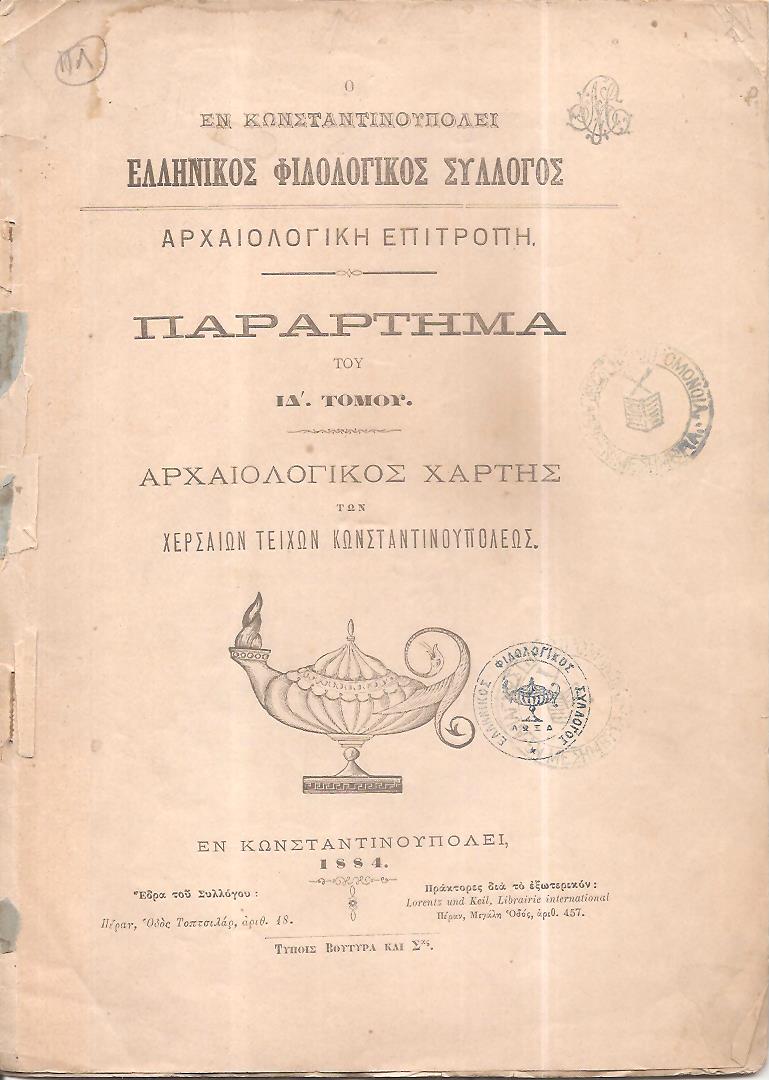 Ο
ΕΝ ΚΩΝΣΤΑΝΤΙΝΟΥΠΟΛΕΙ
ΕΛΛΗΝΙΚΟΣ ΦΙΛΟΛΟΓΙΚΟΣ ΣΥΛΛΟΓΟΣ
ΑΡΧΑΙΟΛΟΓΙΚΗ ΕΠΙΤΡΟΠΗ.
ΠΑΡΑΡΤΗΜΑ
ΤΟΥ
ΙΔ'. ΤΟΜΟΥ.
ΑΡΧΑΙΟΛΟΓΙΚΟΣ ΧΑΡΤΗΣ
ΤΩΝ
ΧΕΡΣΑΙΩΝ ΤΕΙΧΩΝ ΚΩΝΣΤΑΝΤΙΝΟΥΠΟΛΕΩΣ.
ΕΛΛΗΝΙΚΟΣ ΦΙΛΟΛΟΓΙΚΟΣ ΣΥΛΛΟΓΟΣ
ΕΝ ΚΩΝΣΤΑΝΤΙΝΟΥΠΟΛΕΙ,
1884.
Ἕδρα τοῦ Συλλόγου :
Πέραν, Ὁδὸς Τοπτσιλάρ, ἀριθ. 18.
Πράκτορες διὰ τὸ ἐξωτερικόν :
Lorentz und Keil, Librairie international
Πέραν, Μεγάλη Ὁδός, ἀριθ. 457.
ΤΥΠΟΙΣ ΒΟΥΤΥΡΑ ΚΑΙ Σας.